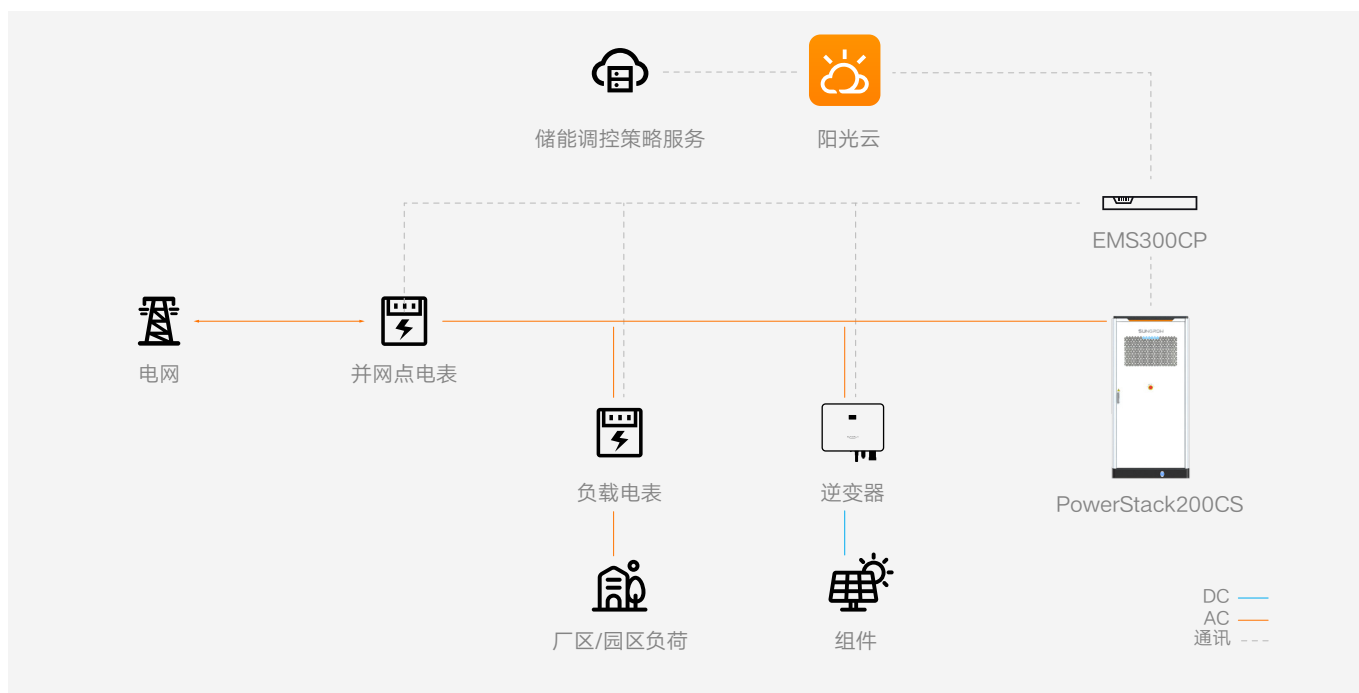 储能调控策略服务
阳光云
EMS300CP
电网
并网点电表
SUNGROW
负载电表
逆变器
PowerStack200CS
厂区/园区负荷
组件
DC
AC
通讯